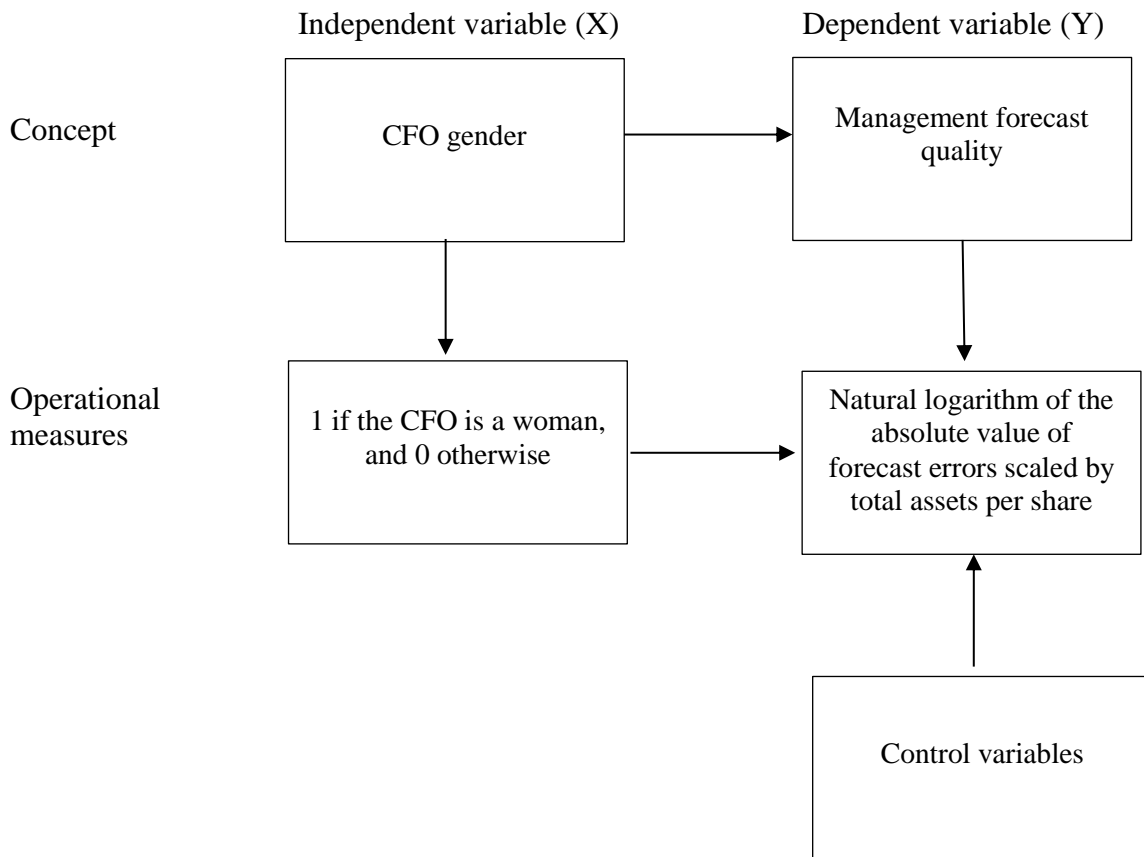 Independent variable (X)
Dependent variable (Y)
Concept
CFO gender
Management forecast
quality
Operational
measures
1 if the CFO is a woman,
and 0 otherwise
Natural logarithm of the
absolute value of
forecast errors scaled by
total assets per share
Control variables